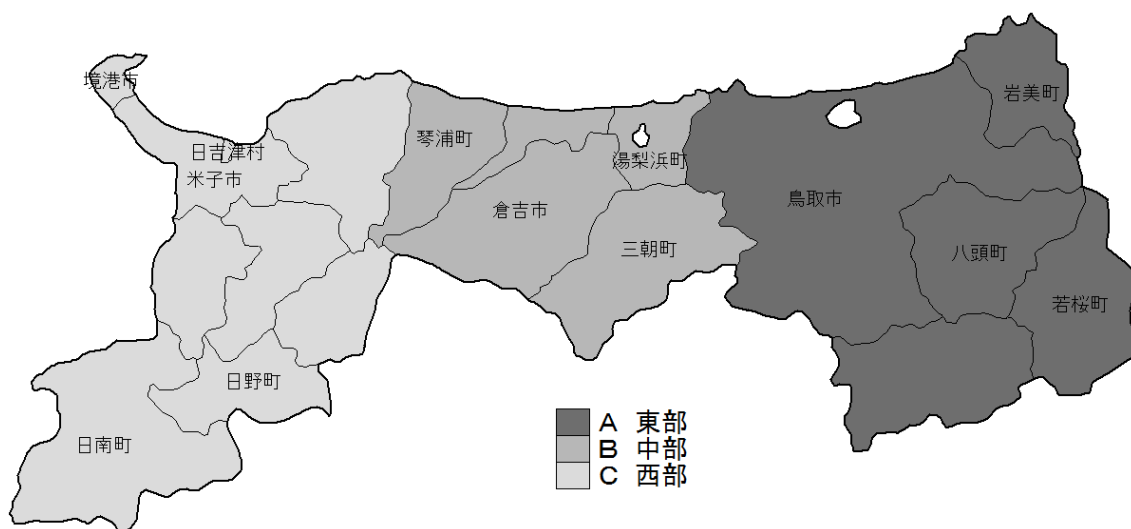 境港市
岩美町
琴浦町
日吉津村
湯梨浜町
米子市
鳥取市
倉吉市
三朝町
八頭町
若桜町
日野町
日南町
A 東部
B 中部
C 西部